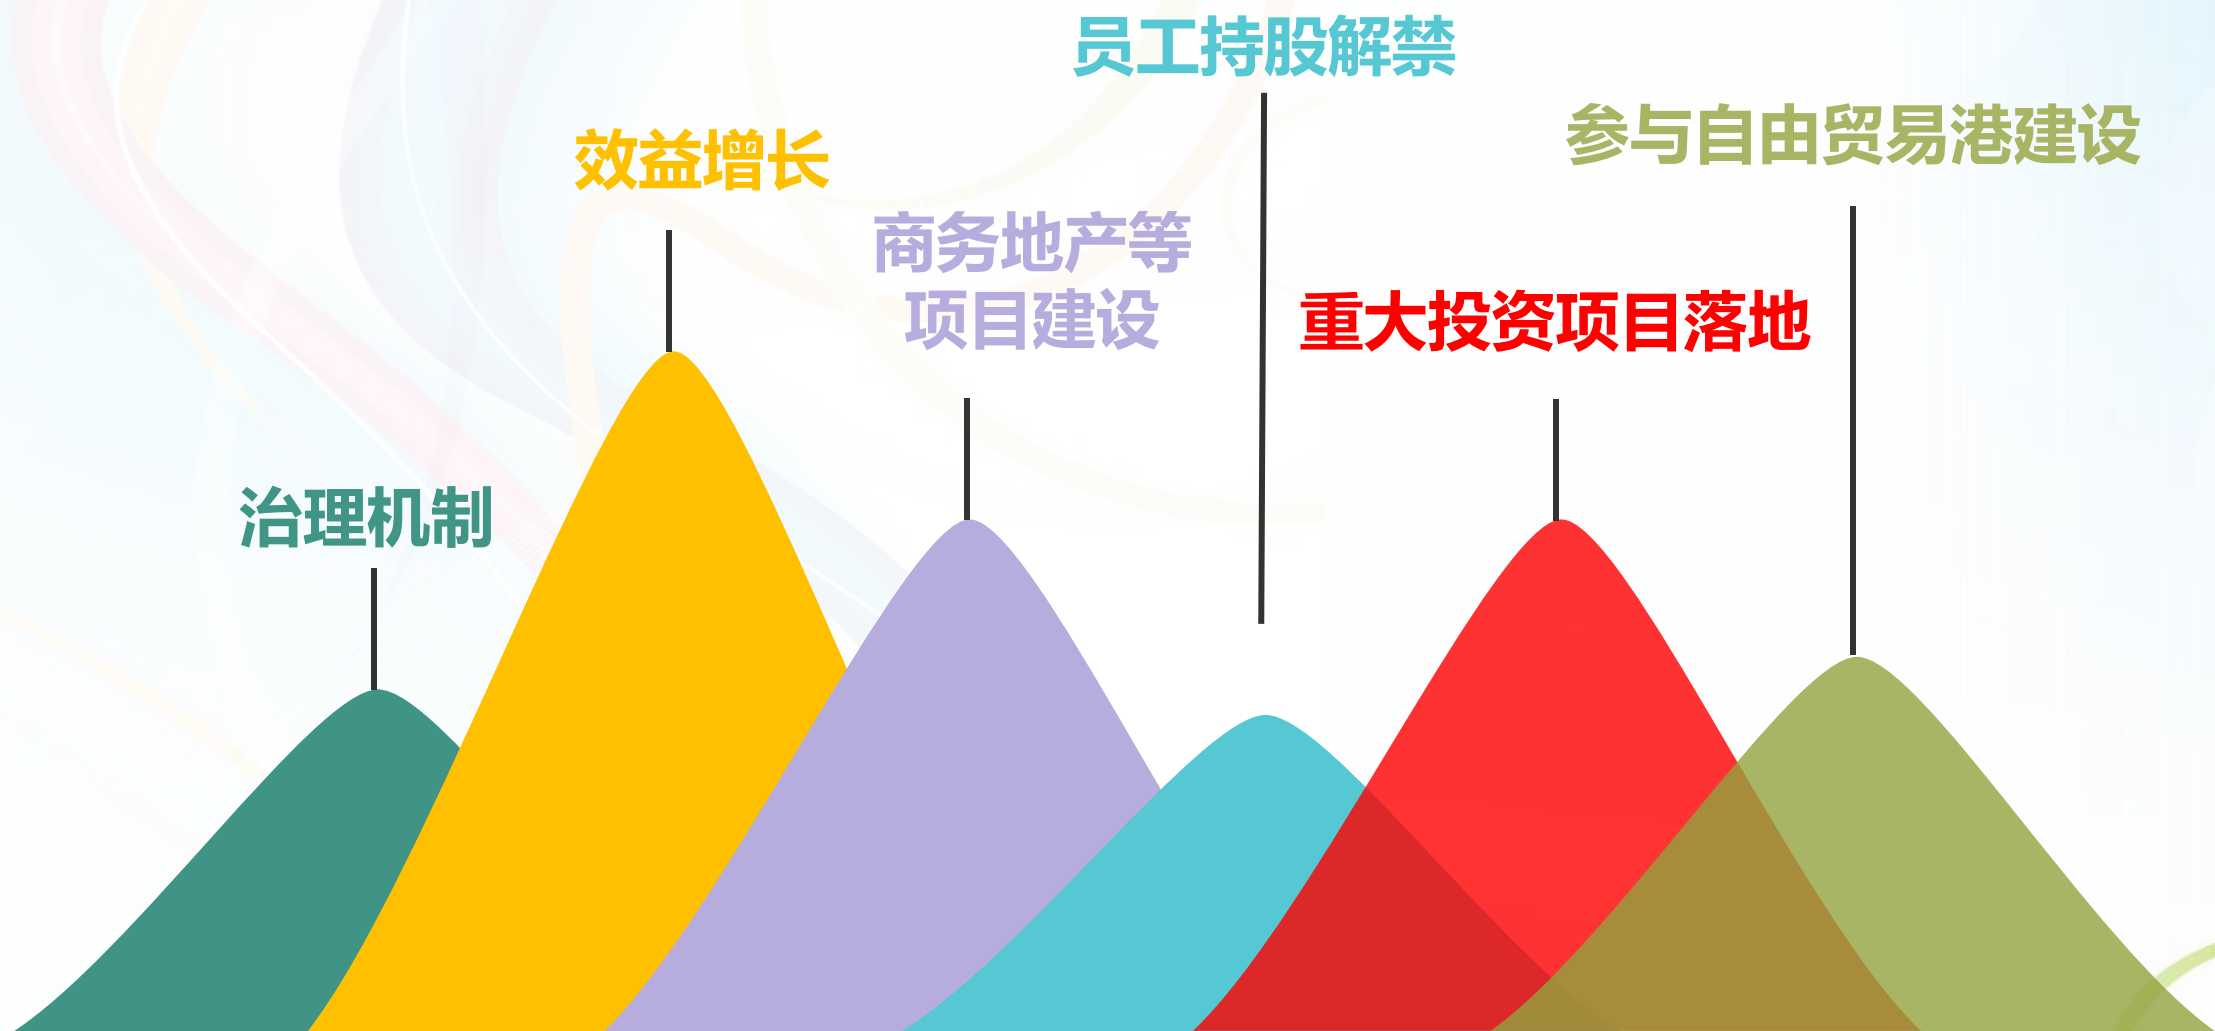 治理机制
效益增长
商务地产等
项目建设
员工持股解禁
重大投资项目落地
参与自由贸易港建设